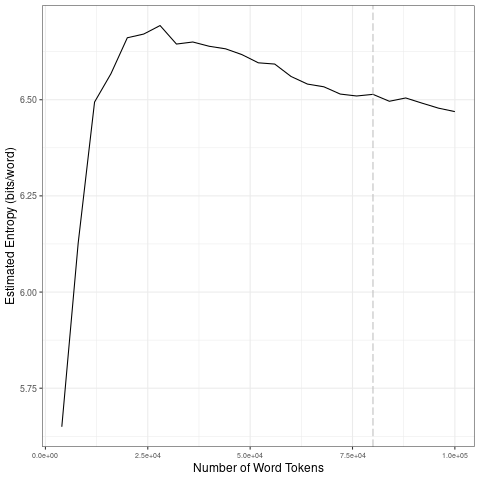 Estimated Entropy (bits/word)
6.50
6.25
6.00
5.75
0.0e+00 2.5e+04 5.0e+04 7.5e+04 1.0e+05
Number of Word Tokens